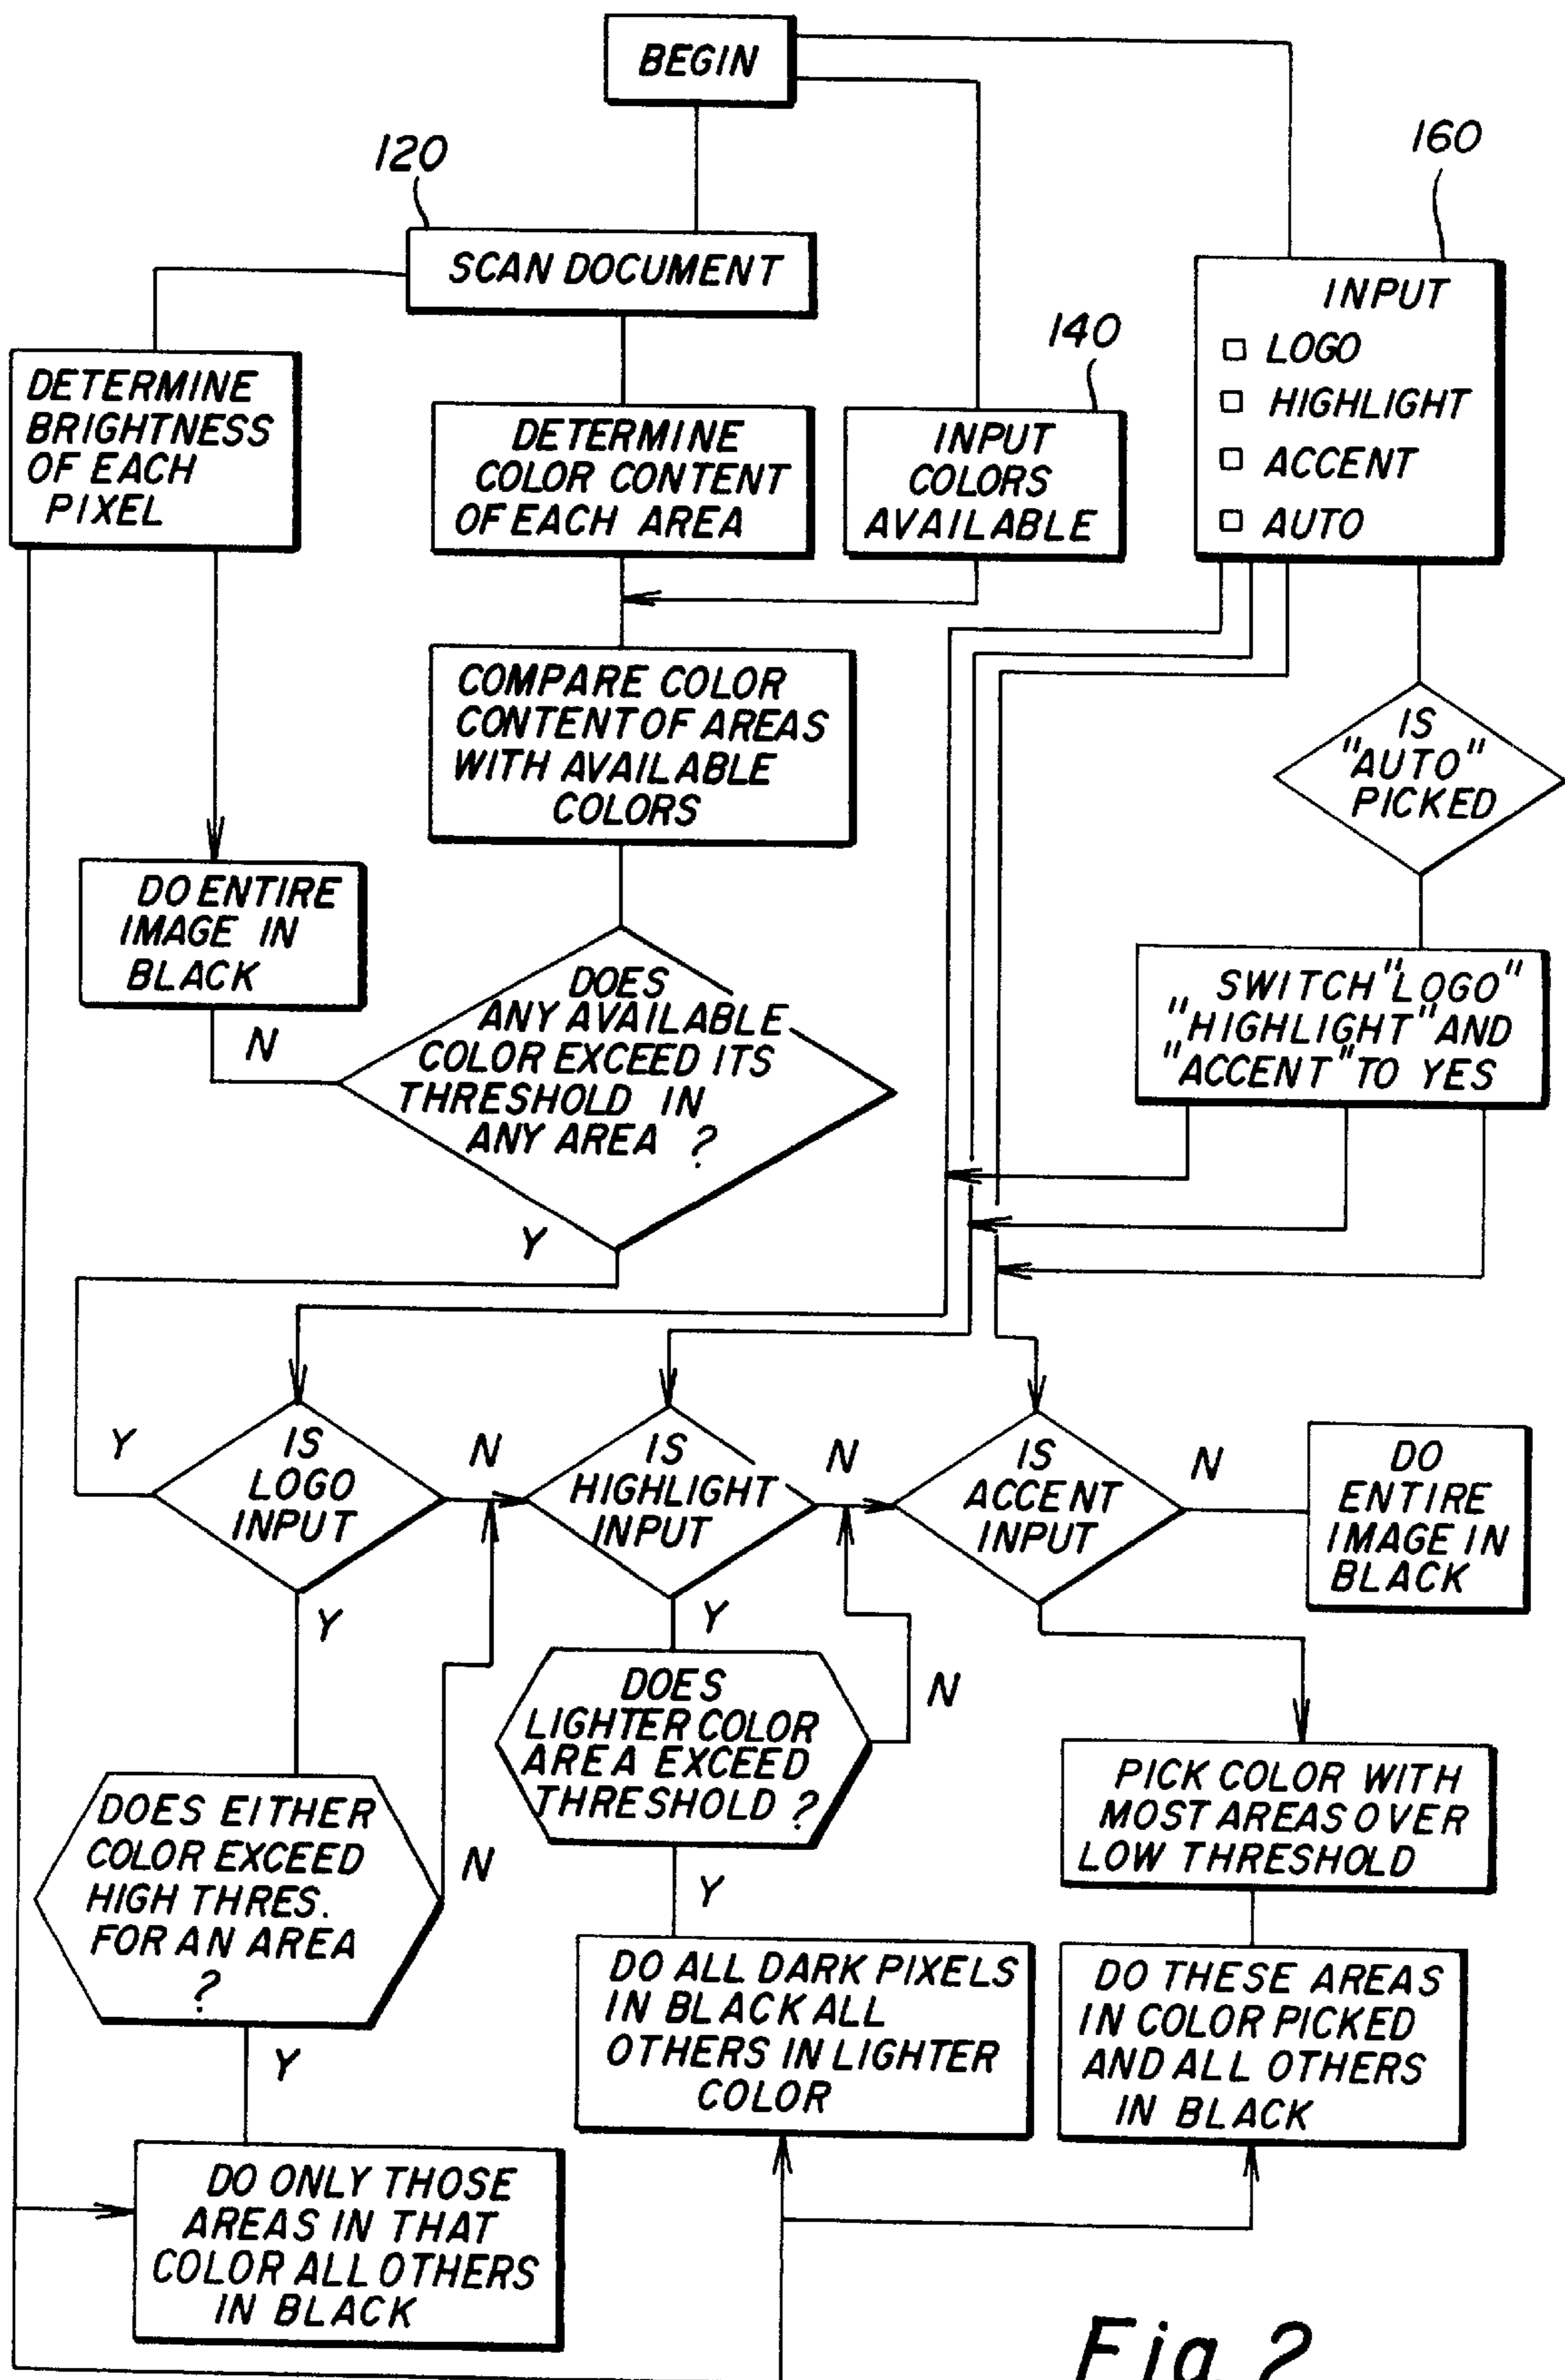 BEGIN
120
160
SCAN DOCUMENT
INPUT
LOGO
HIGHLIGHT
ACCENT
AUTO
140
DETERMINE
BRIGHTNESS
OF EACH
PIXEL
DETERMINE
COLOR CONTENT
OF EACH AREA
INPUT
COLORS
AVAILABLE
COMPARE COLOR
CONTENT OF AREAS
WITH AVAILABLE
COLORS
IS
"AUTO"
PICKED
DO ENTIRE
IMAGE IN
BLACK
N
DOES
ANY AVAILABLE
COLOR EXCEED ITS
THRESHOLD IN
ANY AREA ?
Y
SWITCH "LOGO"
"HIGHLIGHT" AND
"ACCENT" TO YES
Y
IS
LOGO
INPUT
N
IS
HIGHLIGHT
INPUT
N
IS
ACCENT
INPUT
N
DO
ENTIRE
IMAGE IN
BLACK
Y
Y
DOES EITHER
COLOR EXCEED
HIGH THRES.
FOR AN AREA
?
N
DOES
LIGHTER COLOR
AREA EXCEED
THRESHOLD ?
N
PICK COLOR WITH
MOST AREAS OVER
LOW THRESHOLD
Y
Y
DO ONLY THOSE
AREAS IN THAT
COLOR ALL OTHERS
IN BLACK
DO ALL DARK PIXELS
IN BLACK ALL
OTHERS IN LIGHTER
COLOR
DO THESE AREAS
IN COLOR PICKED
AND ALL OTHERS
IN BLACK
Fig. 2